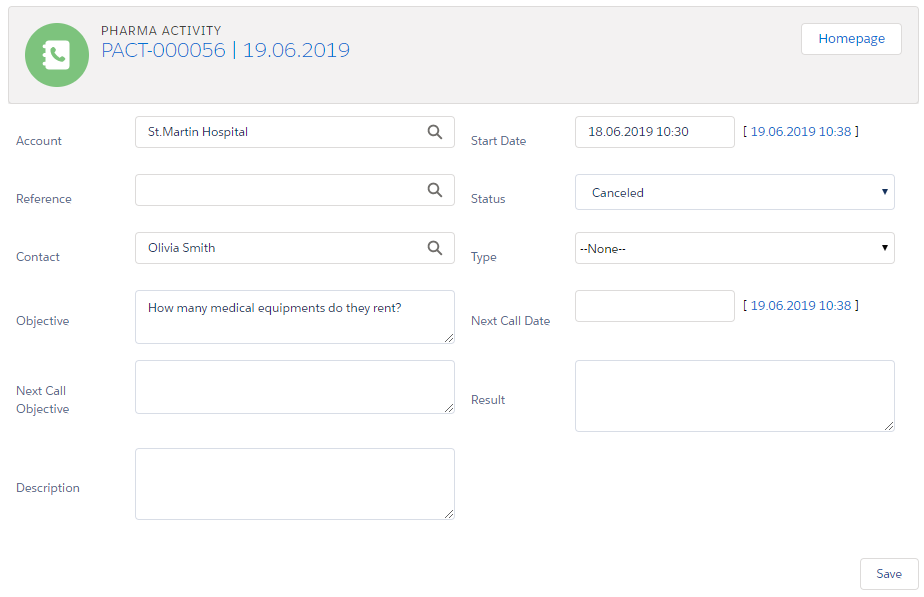 PHARMA ACTIVITY
PACT-000056 | 19.06.2019
Homepage
Account
St.Martin Hospital
Start Date
18.06.2019 10:30
[ 19.06.2019 10:38 ]
Reference
Status
Canceled
Contact
Olivia Smith
Type
--None--
Objective
How many medical equipments do they rent?
Next Call Date
[ 19.06.2019 10:38 ]
Next Call
Objective
Result
Description
Save